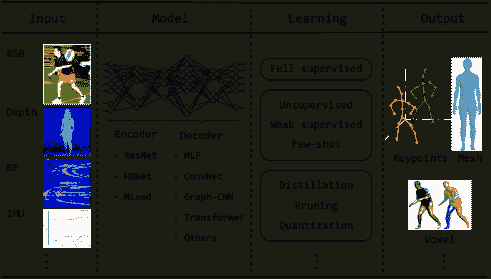 Input
Model
Learning
Output
RGB
Depth
RF
IMU
Encoder
· ResNet
· HRNet
· Mixed
Decoder
· MLP
· ConvNet
· Graph-CNN
· Transformer
· Others
Full supervised
Unsupervised
Weak supervised
Few-shot
Distillation
Pruning
Quantization
Keypoints
Mesh
Voxel